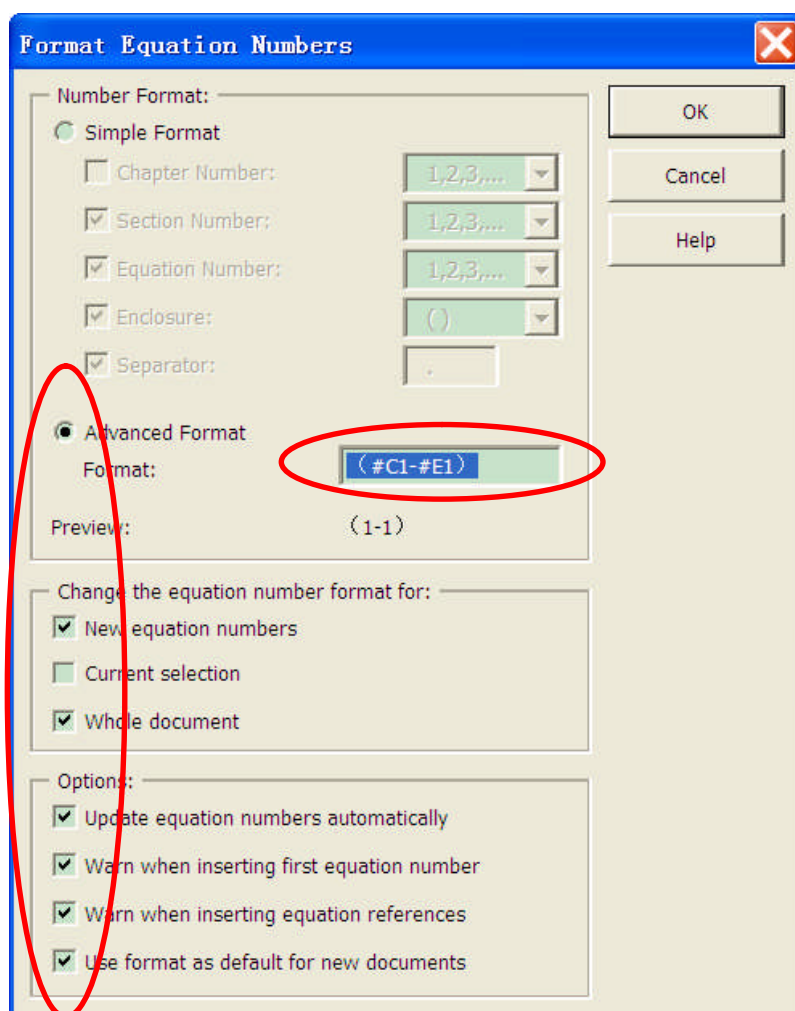 Format Equation Numbers
Number Format:
Simple Format
Chapter Number: 1,2,3,...
Section Number: 1,2,3,...
Equation Number: 1,2,3,...
Enclosure: ()
Separator: .
Advanced Format
Format: （#C1-#E1）
Preview: （1-1）
Change the equation number format for:
New equation numbers
Current selection
Whole document
Options:
Update equation numbers automatically
Warn when inserting first equation number
Warn when inserting equation references
Use format as default for new documents
OK
Cancel
Help